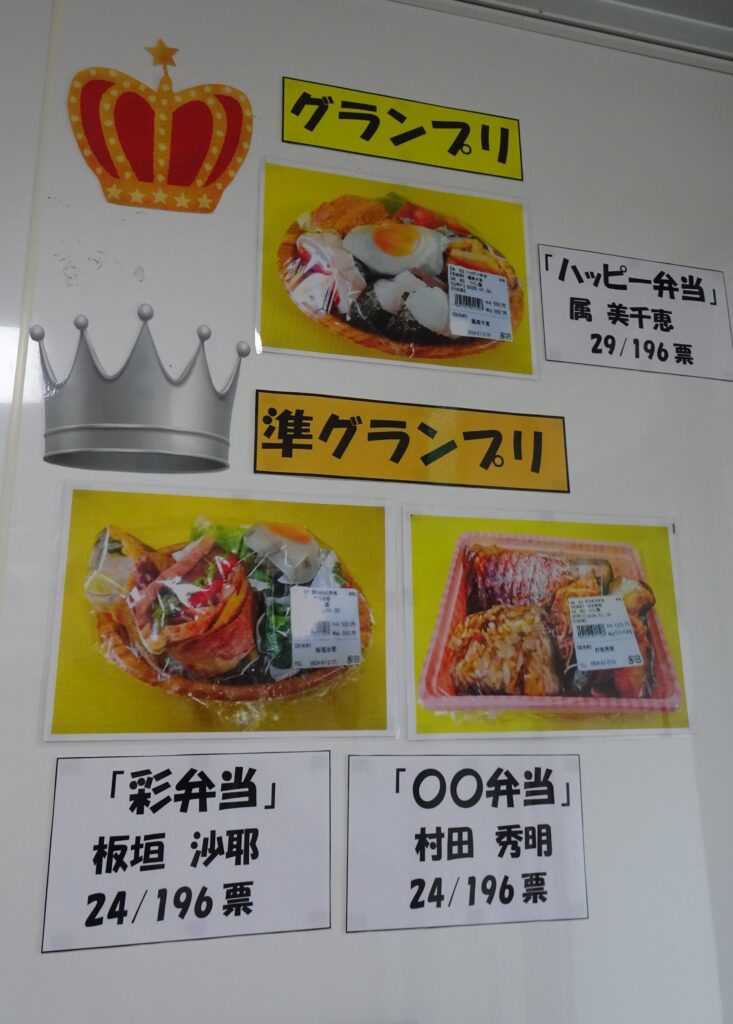 グランプリ
「ハッピー弁当」
属 美千恵
29/196票
準グランプリ
「彩弁当」
板垣 沙耶
24/196票
「〇〇弁当」
村田 秀明
24/196票